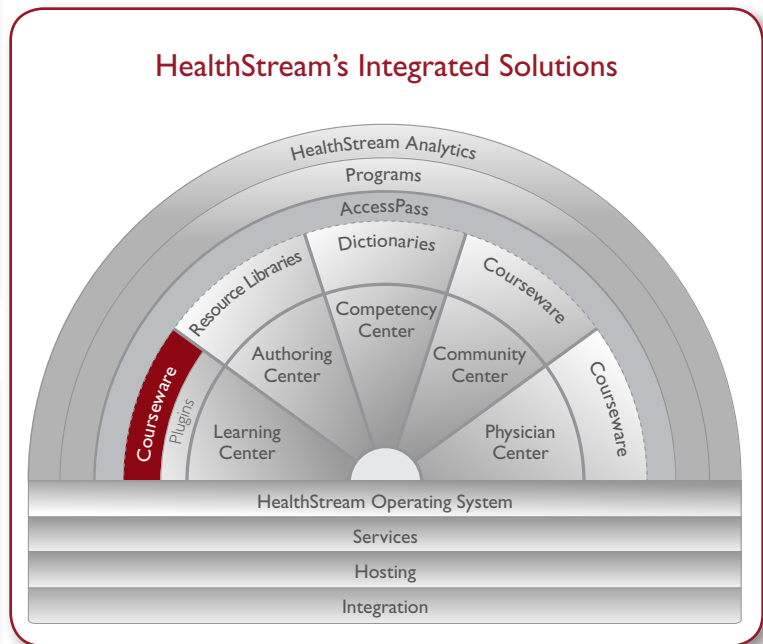 HealthStream's Integrated Solutions
HealthStream Analytics
Programs
AccessPass
Resource Libraries
Dictionaries
Courseware
Courseware
Plugins
Courseware
Learning
Center
Authoring
Center
Competency
Center
Community
Center
Physician
Center
HealthStream Operating System
Services
Hosting
Integration